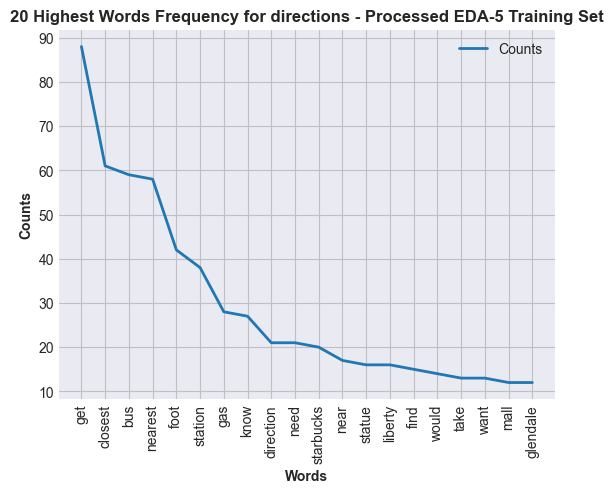 20 Highest Words Frequency for directions - Processed EDA-5 Training Set
Counts
90
80
70
60
50
40
30
20
10
Counts
get
closest
bus
nearest
foot
station
gas
know
direction
need
starbucks
near
statue
liberty
find
would
take
want
mall
glendale
Words